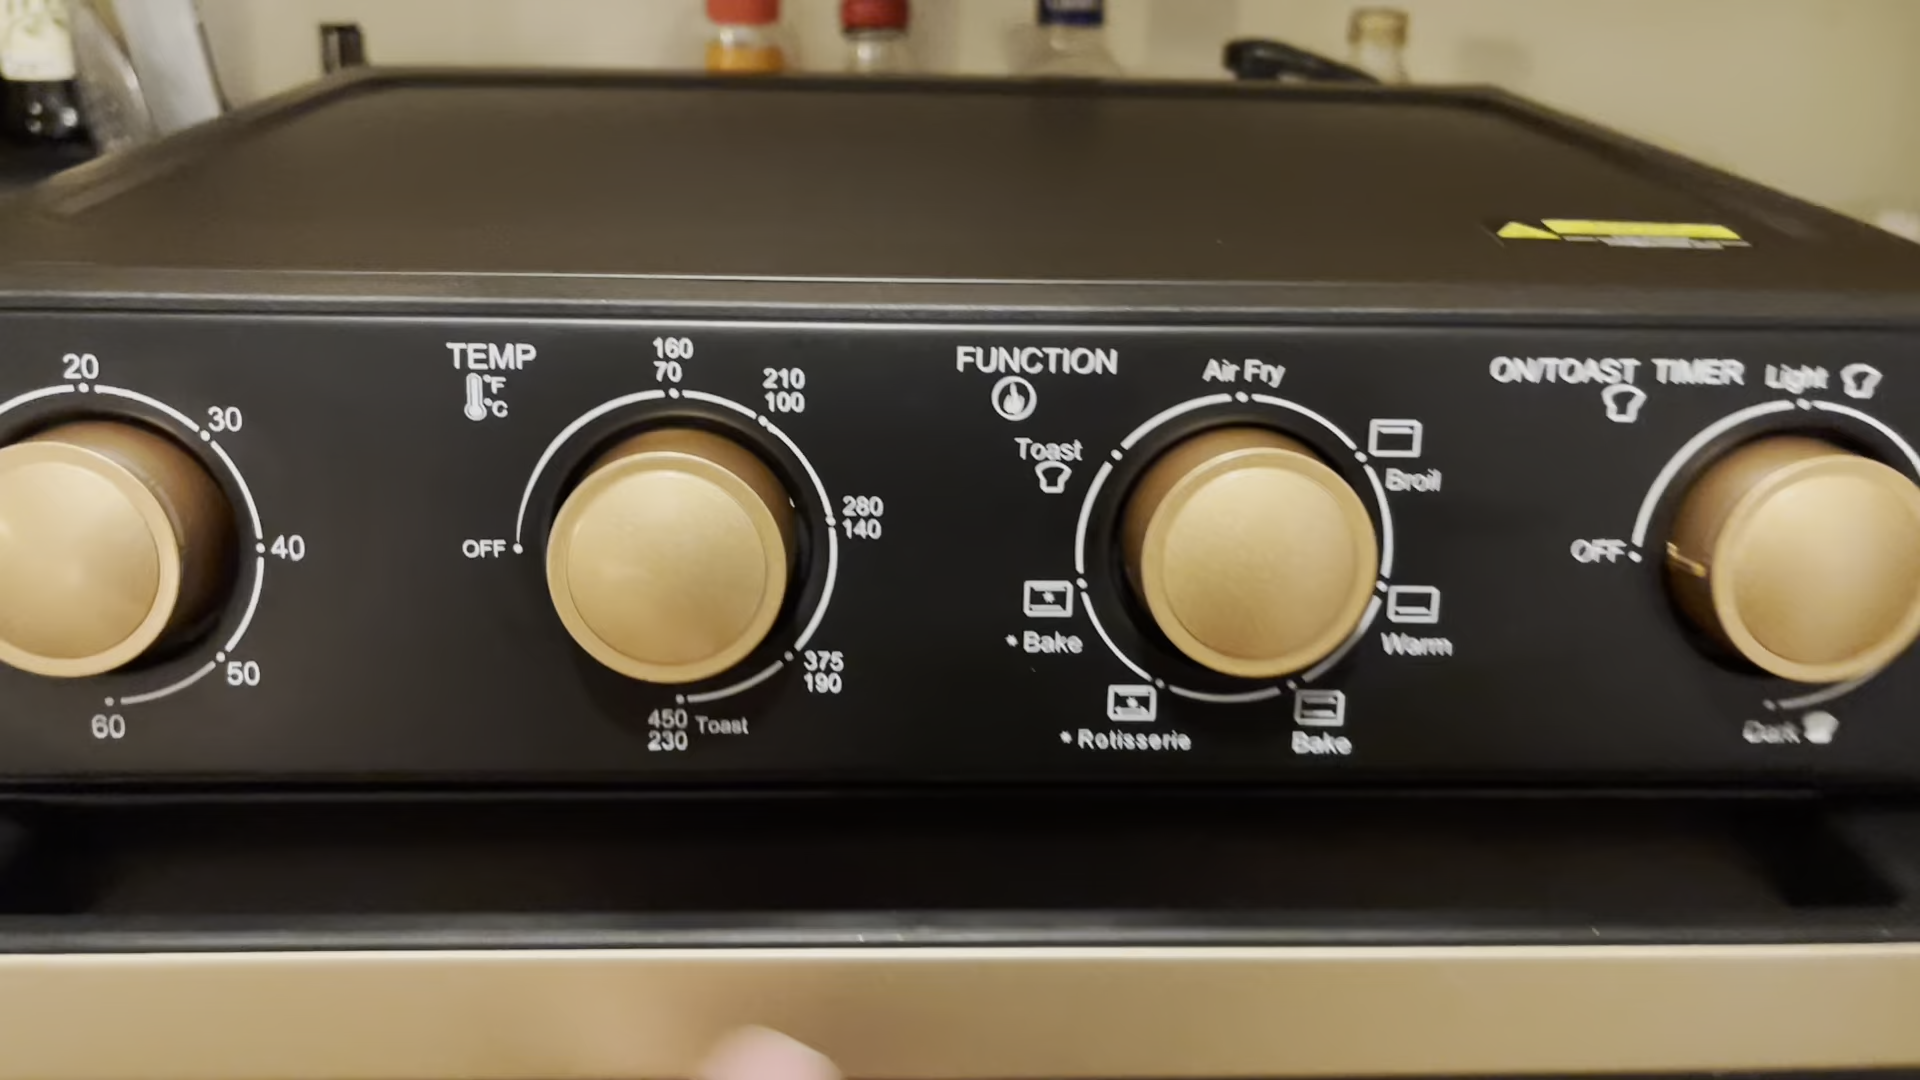 20
30
40
50
60
TEMP
°F
°C
160
70
210
100
280
140
375
190
450 Toast
230
OFF
FUNCTION
Air Fry
Broil
Warm
Bake
* Rotisserie
* Bake
Toast
ON/TOAST TIMER
Light
OFF
Dark